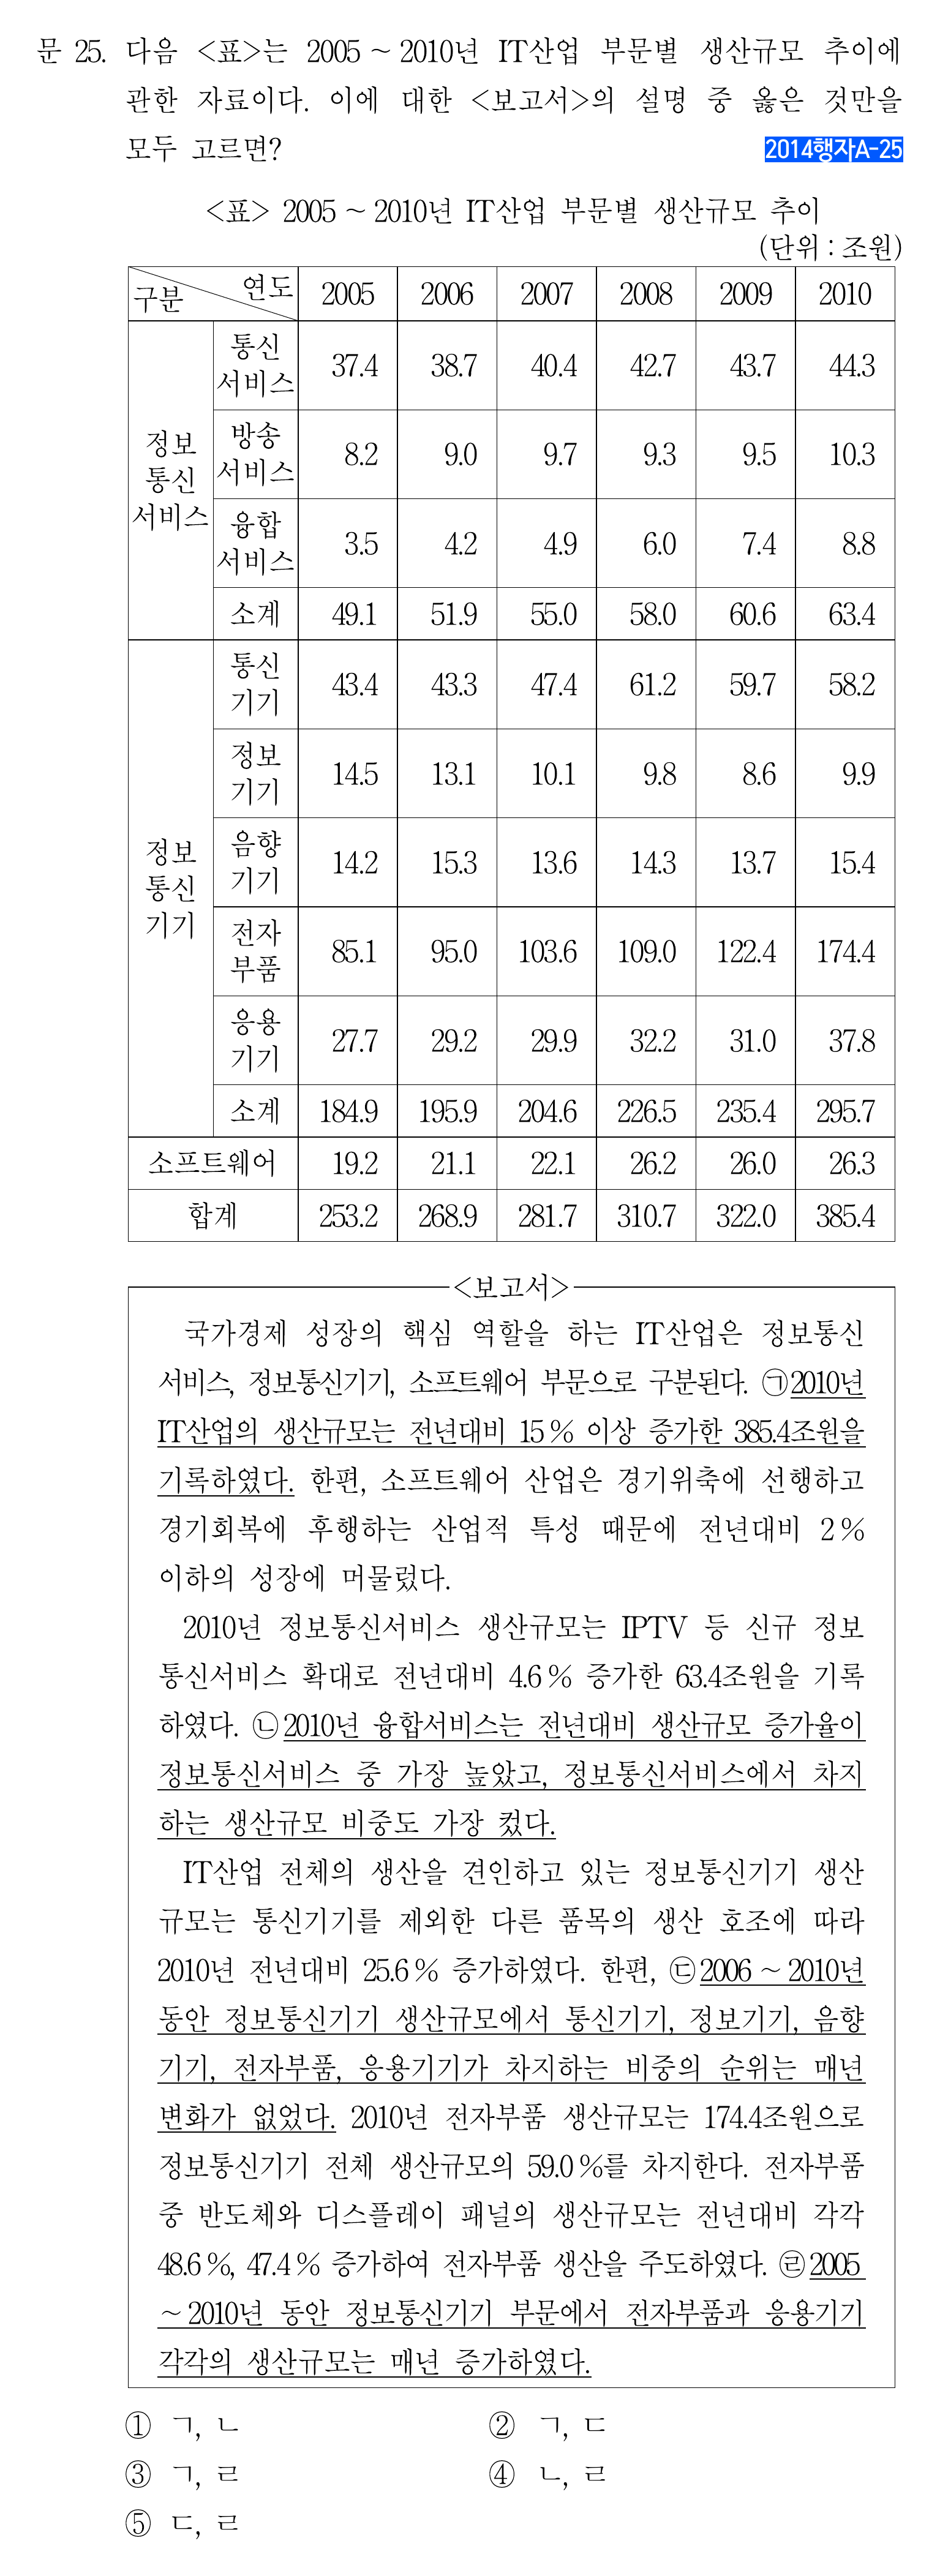 문 25. 다음 <표>는 2005 ~ 2010년 IT산업 부문별 생산규모 추이에
관한 자료이다. 이에 대한 <보고서>의 설명 중 옳은 것만을
모두 고르면?
2014행자A-25
<표> 2005 ~ 2010년 IT산업 부문별 생산규모 추이
(단위 : 조원)
구분 연도 2005 2006 2007 2008 2009 2010
정보
통신
서비스
통신
서비스 37.4 38.7 40.4 42.7 43.7 44.3
방송
서비스 8.2 9.0 9.7 9.3 9.5 10.3
융합
서비스 3.5 4.2 4.9 6.0 7.4 8.8
소계 49.1 51.9 55.0 58.0 60.6 63.4
정보
통신
기기
통신
기기 43.4 43.3 47.4 61.2 59.7 58.2
정보
기기 14.5 13.1 10.1 9.8 8.6 9.9
음향
기기 14.2 15.3 13.6 14.3 13.7 15.4
전자
부품 85.1 95.0 103.6 109.0 122.4 174.4
응용
기기 27.7 29.2 29.9 32.2 31.0 37.8
소계 184.9 195.9 204.6 226.5 235.4 295.7
소프트웨어 19.2 21.1 22.1 26.2 26.0 26.3
합계 253.2 268.9 281.7 310.7 322.0 385.4
<보고서>
국가경제 성장의 핵심 역할을 하는 IT산업은 정보통신
서비스, 정보통신기기, 소프트웨어 부문으로 구분된다. ㉠2010년
IT산업의 생산규모는 전년대비 15 % 이상 증가한 385.4조원을
기록하였다. 한편, 소프트웨어 산업은 경기위축에 선행하고
경기회복에 후행하는 산업적 특성 때문에 전년대비 2 %
이하의 성장에 머물렀다.
2010년 정보통신서비스 생산규모는 IPTV 등 신규 정보
통신서비스 확대로 전년대비 4.6 % 증가한 63.4조원을 기록
하였다. ㉡2010년 융합서비스는 전년대비 생산규모 증가율이
정보통신서비스 중 가장 높았고, 정보통신서비스에서 차지
하는 생산규모 비중도 가장 컸다.
IT산업 전체의 생산을 견인하고 있는 정보통신기기 생산
규모는 통신기기를 제외한 다른 품목의 생산 호조에 따라
2010년 전년대비 25.6 % 증가하였다. 한편, ㉢2006 ~ 2010년
동안 정보통신기기 생산규모에서 통신기기, 정보기기, 음향
기기, 전자부품, 응용기기가 차지하는 비중의 순위는 매년
변화가 없었다. 2010년 전자부품 생산규모는 174.4조원으로
정보통신기기 전체 생산규모의 59.0 %를 차지한다. 전자부품
중 반도체와 디스플레이 패널의 생산규모는 전년대비 각각
48.6 %, 47.4 % 증가하여 전자부품 생산을 주도하였다. ㉣2005
~ 2010년 동안 정보통신기기 부문에서 전자부품과 응용기기
각각의 생산규모는 매년 증가하였다.
① ㄱ, ㄴ ② ㄱ, ㄷ
③ ㄱ, ㄹ ④ ㄴ, ㄹ
⑤ ㄷ, ㄹ